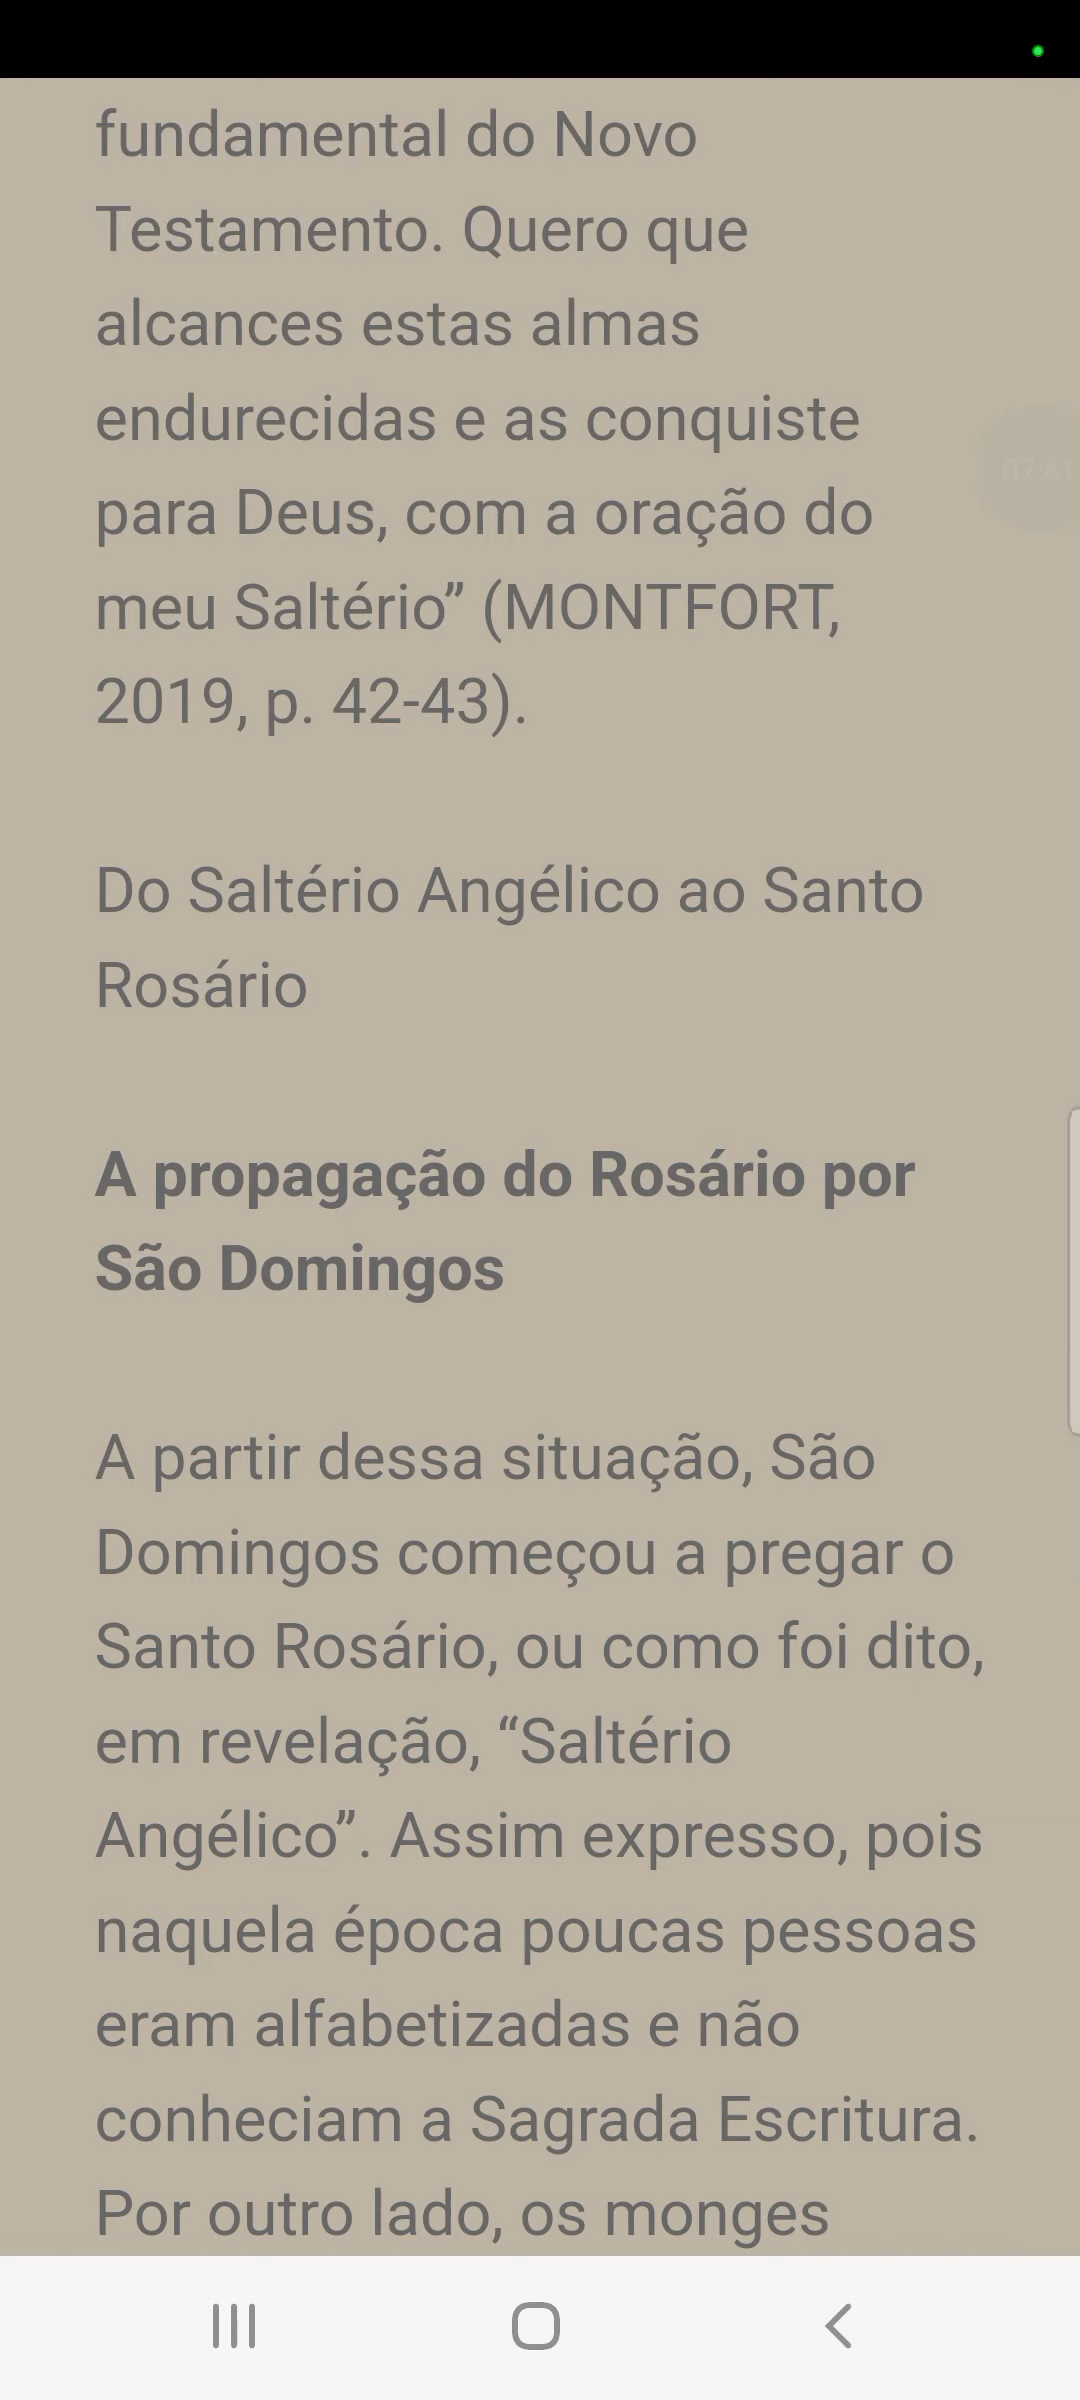 fundamental do Novo
Testamento. Quero que
alcances estas almas
endurecidas e as conquiste
para Deus, com a oração do
meu Saltério” (MONTFORT,
2019, p. 42-43).
Do Saltério Angélico ao Santo
Rosário
A propagação do Rosário por
São Domingos
A partir dessa situação, São
Domingos começou a pregar o
Santo Rosário, ou como foi dito,
em revelação, “Saltério
Angélico”. Assim expresso, pois
naquela época poucas pessoas
eram alfabetizadas e não
conheciam a Sagrada Escritura.
Por outro lado, os monges